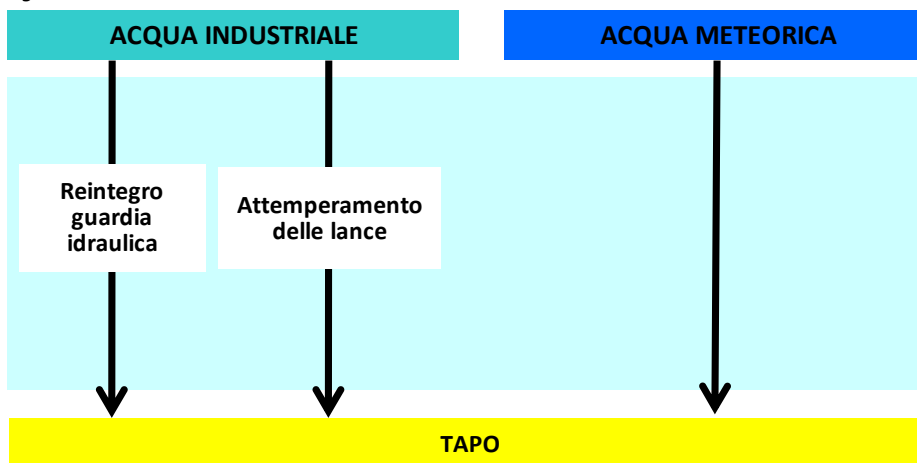 ACQUA INDUSTRIALE
ACQUA METEORICA
Reintegro
guardia
idraulica
Attemperamento
delle lance
TAPO